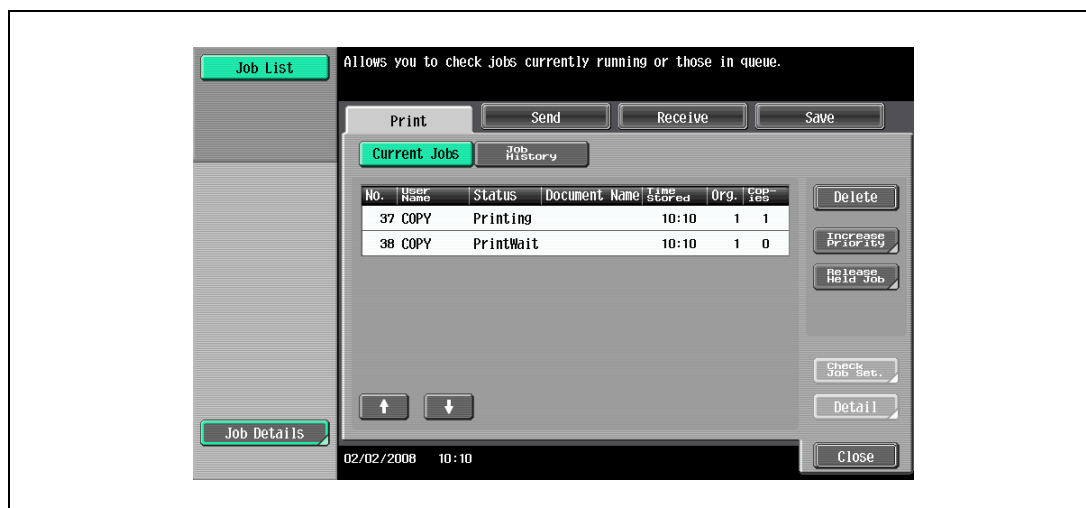 Job List
Allows you to check jobs currently running or those in queue.
Print
Send
Receive
Save
Current Jobs
Job History
No. User Name Status Document Name Time Stored Org. Cop-ies
37 COPY Printing 10:10 1 1
38 COPY PrintWait 10:10 1 0
Delete
Increase Priority
Release Held Job
Check Job Set.
Detail
Job Details
02/02/2008 10:10
Close